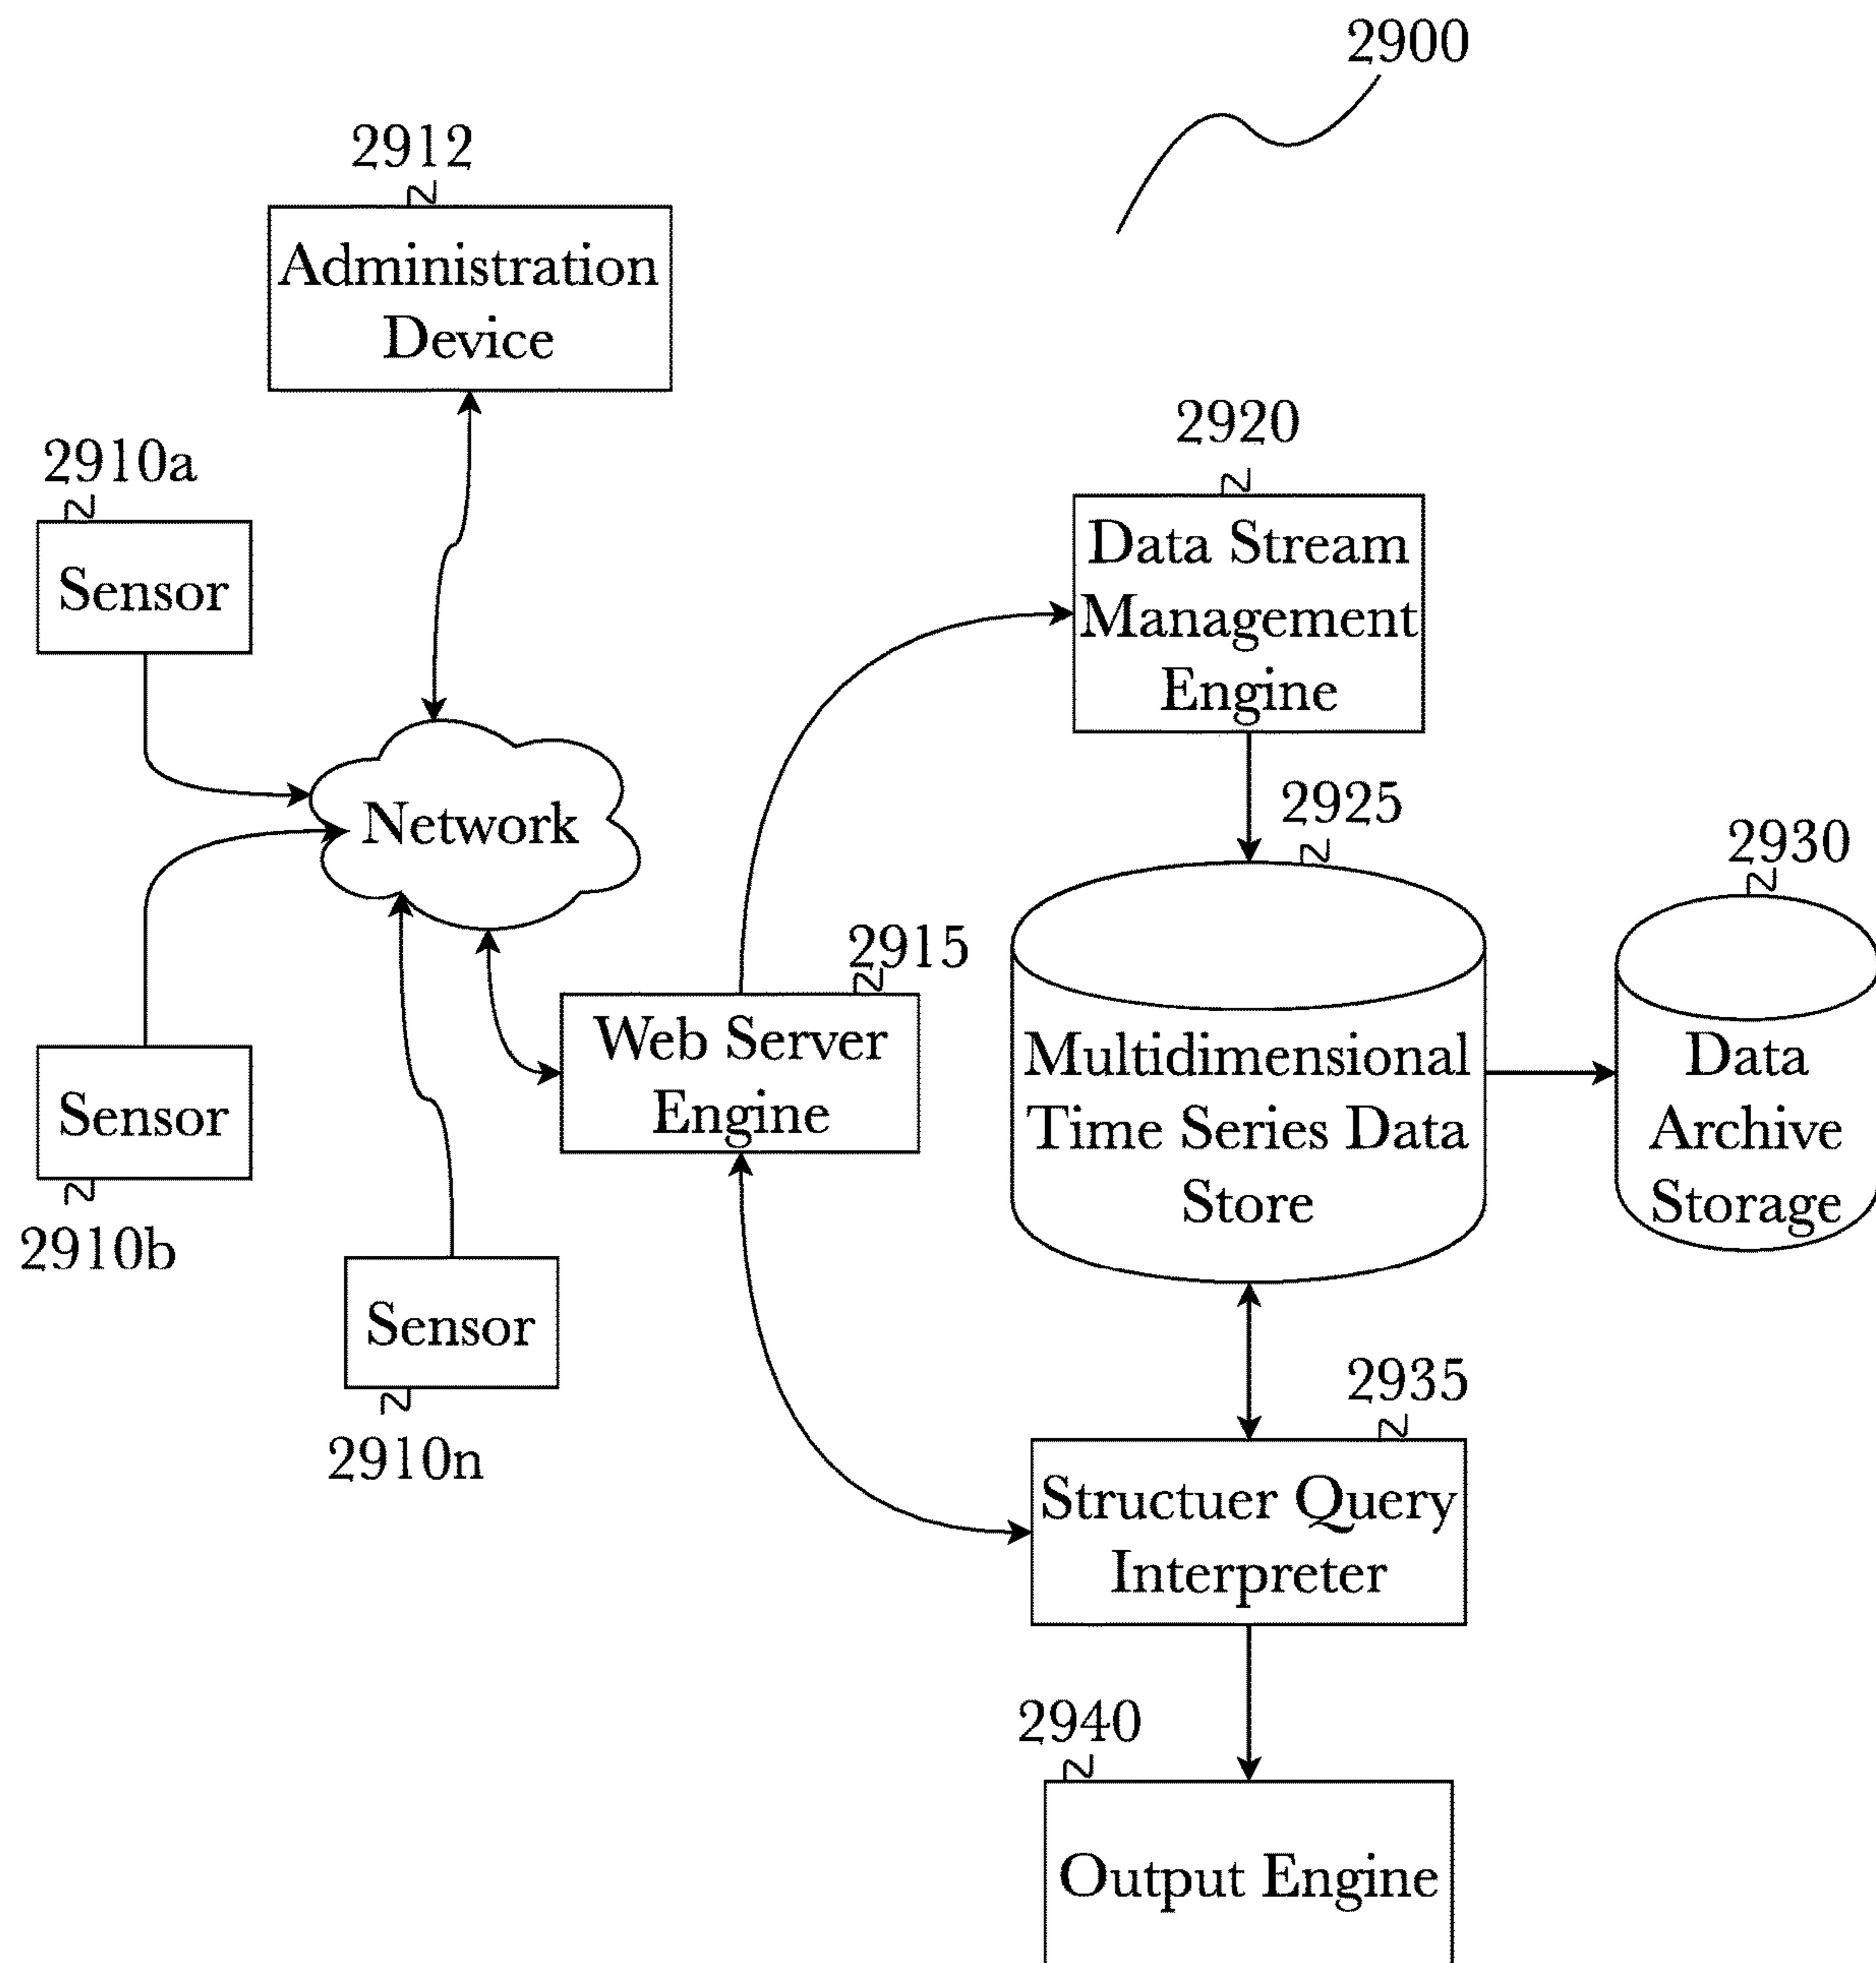 2900
2912
Administration
Device
2910a
Sensor
2920
Data Stream
Management
Engine
Network
2925
2930
2915
Web Server
Engine
Multidimensional
Time Series Data
Store
Data
Archive
Storage
Sensor
2910b
Sensor
2910n
2935
Structuer Query
Interpreter
2940
Output Engine